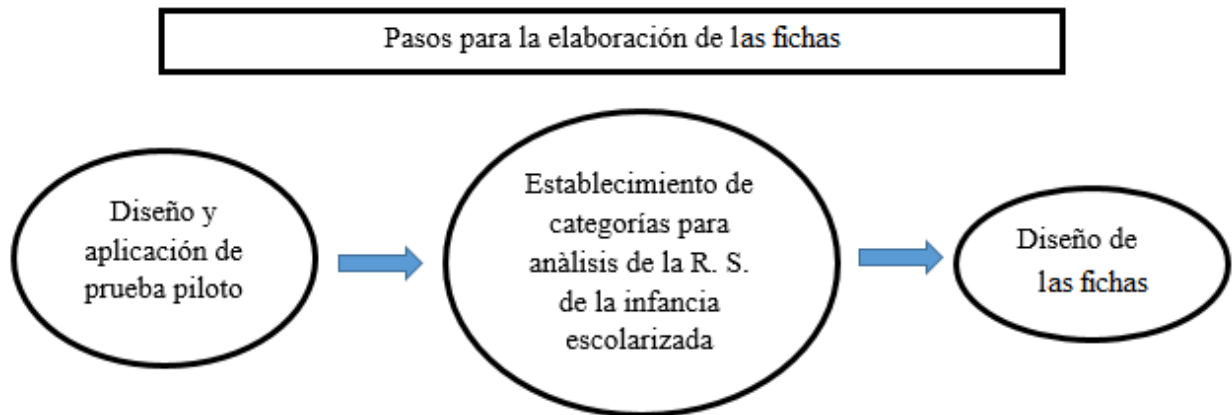 Pasos para la elaboración de las fichas
Diseño y
aplicación de
prueba piloto
Establecimiento de
categorías para
anàlisis de la R. S.
de la infancia
escolarizada
Diseño de
las fichas